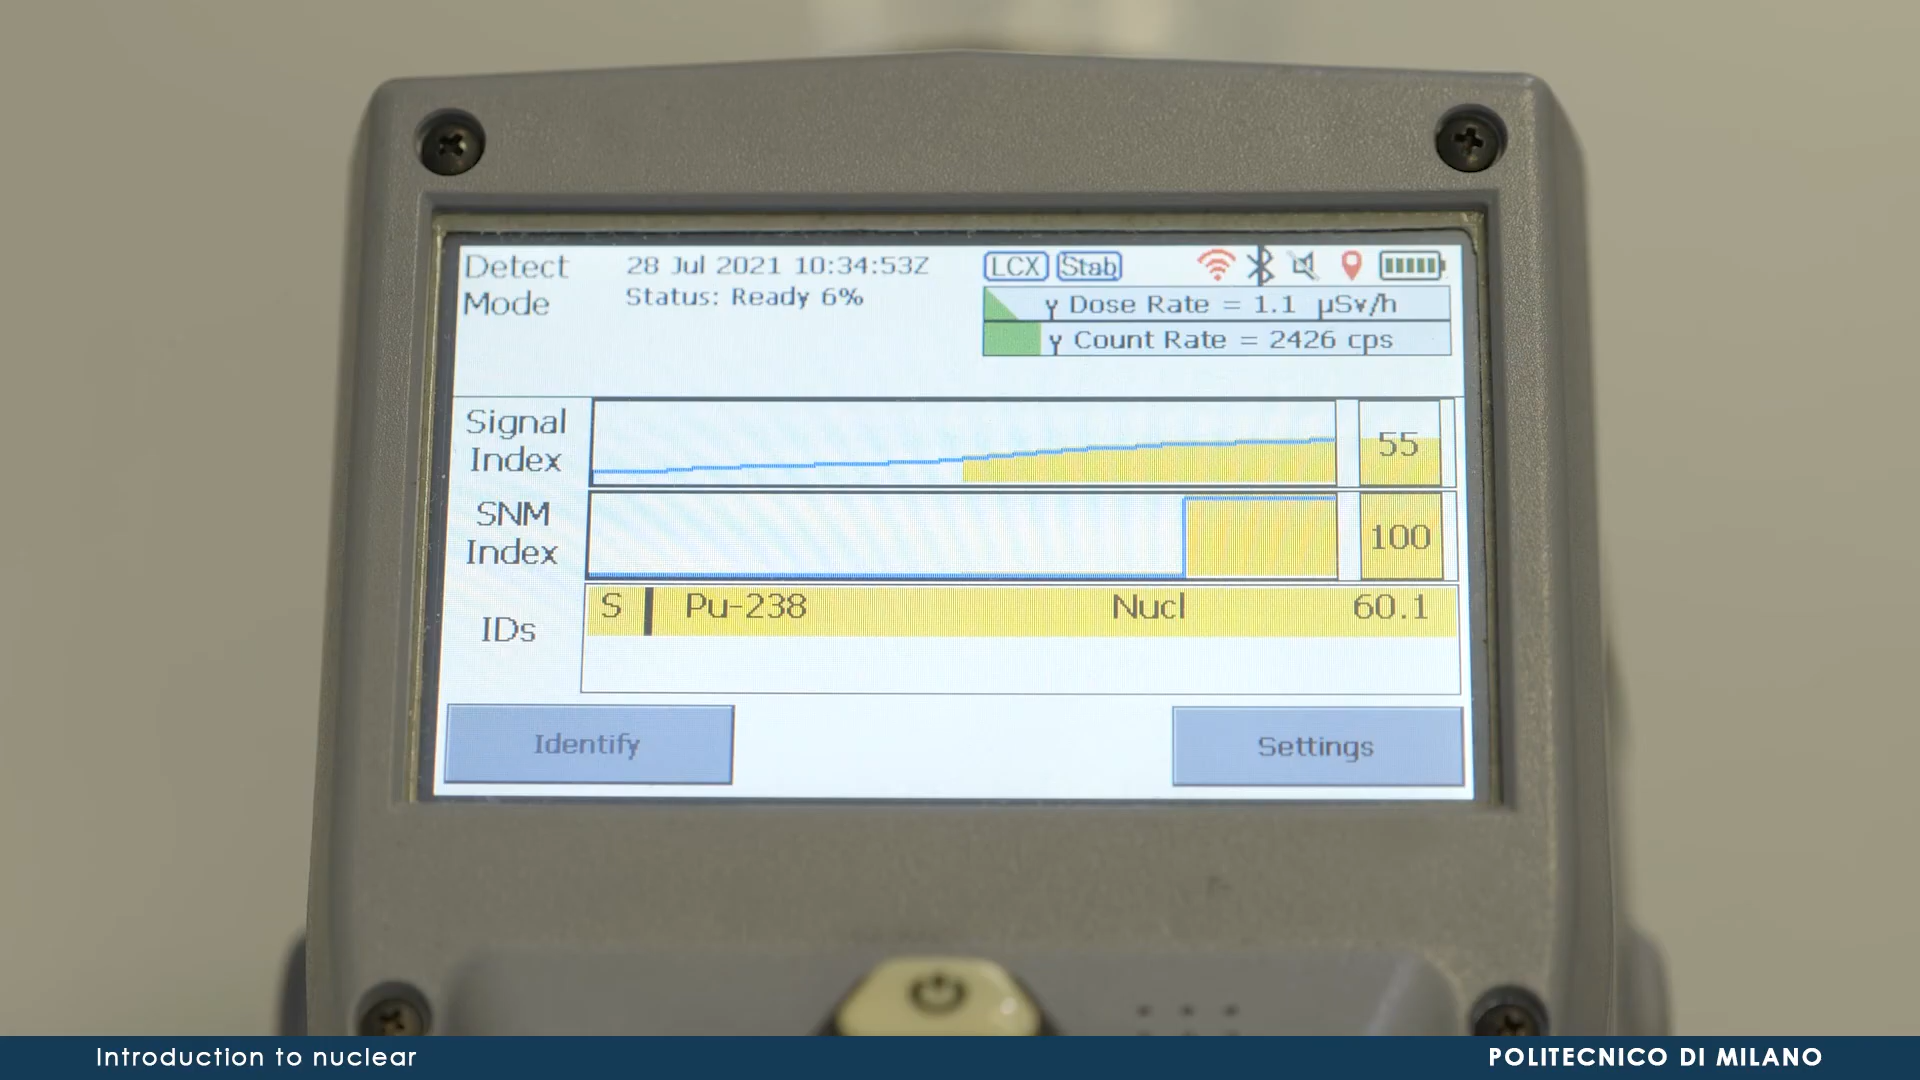 Detect
Mode
28 Jul 2021 10:34:53Z
Status: Ready 6%
LCX Stab
γ Dose Rate = 1.1 µSv/h
γ Count Rate = 2426 cps
Signal
Index
55
SNM
Index
100
IDs
S Pu-238 Nucl 60.1
Identify
Settings
Introduction to nuclear
POLITECNICO DI MILANO